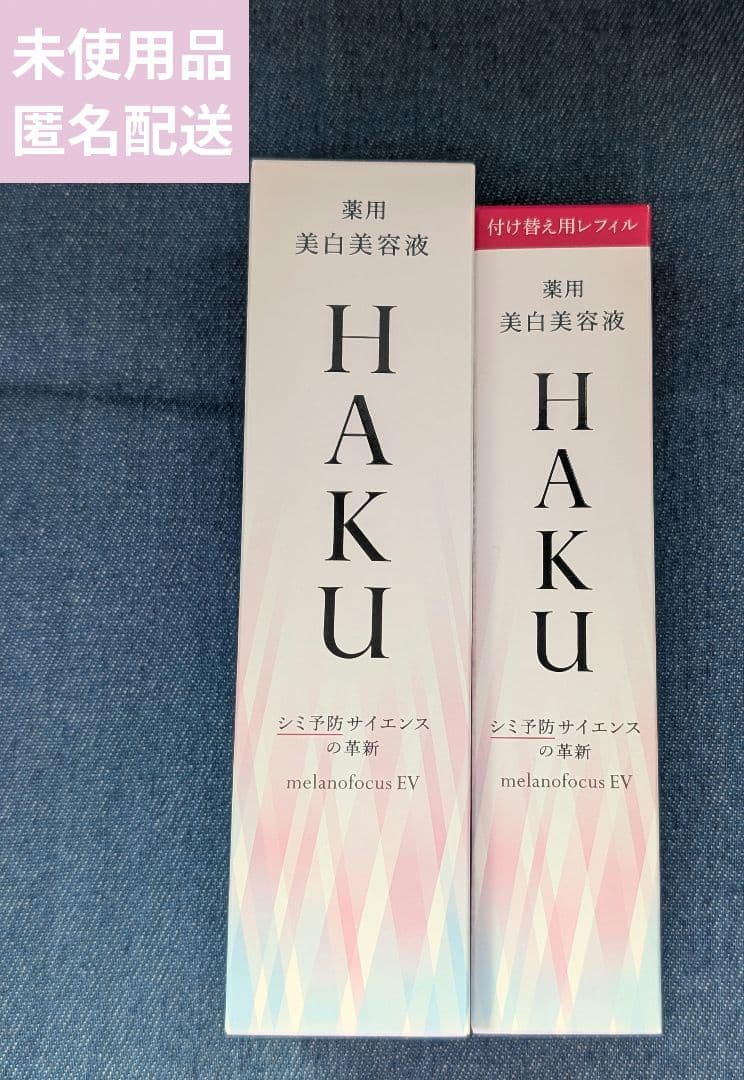 未使用品
匿名配送
薬用
美白美容液
HAKU
シミ予防サイエンス
の革新
melanofocus EV
付け替え用レフィル
薬用
美白美容液
HAKU
シミ予防サイエンス
の革新
melanofocus EV